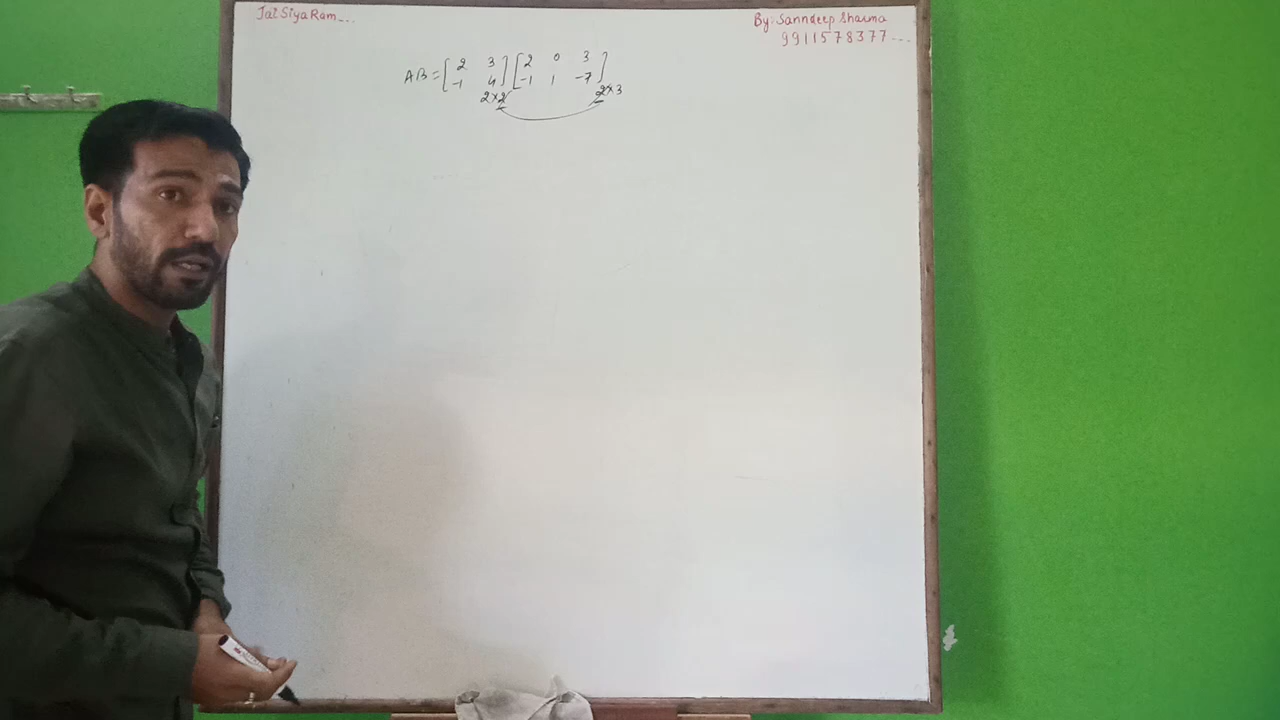 Jai Siya Ram...
By: Sanndeep Sharma
9911578377...
AB = [ 2 3 ] [ 2 0 3 ]
-1 4 -1 1 -7
2×2 2×3